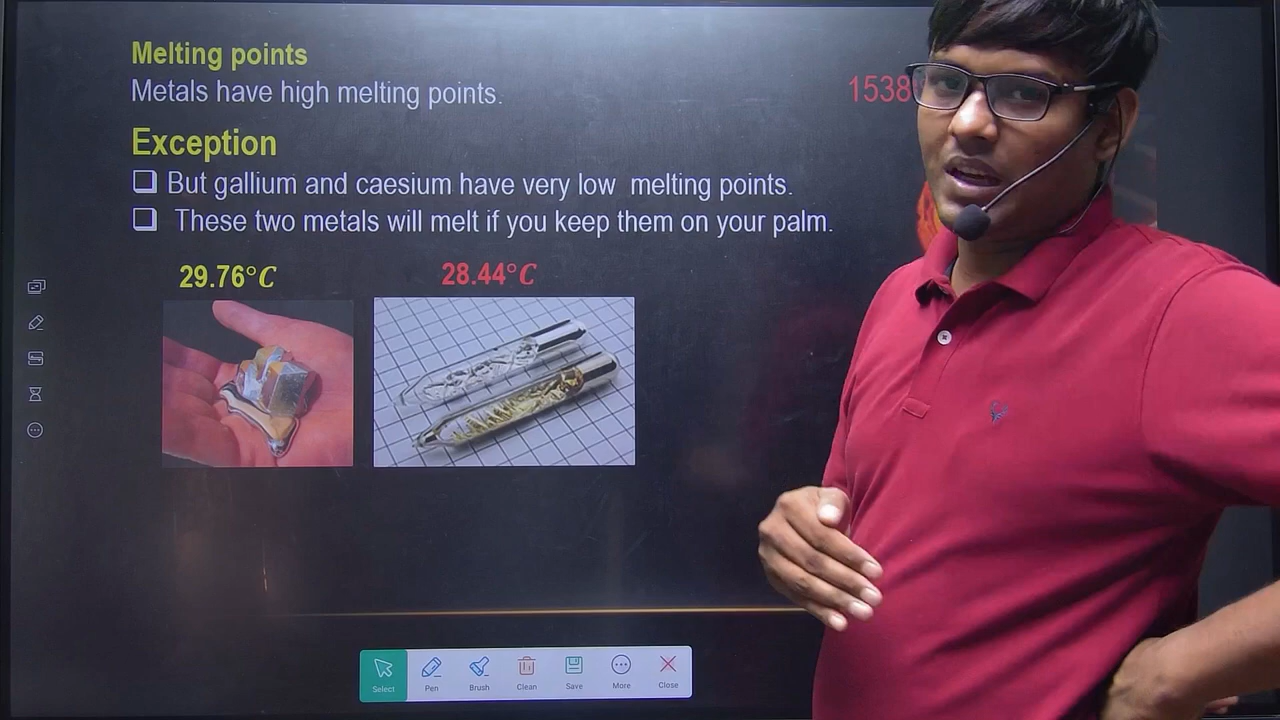 Melting points
Metals have high melting points.
1538
Exception
But gallium and caesium have very low melting points.
These two metals will melt if you keep them on your palm.
29.76°C
28.44°C
Select
Pen
Brush
Clean
Save
More
Close